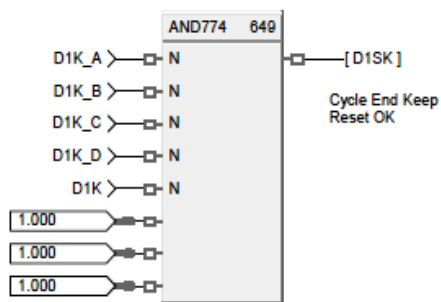 AND774 649
D1K_A N [ D1SK ]
D1K_B N
Cycle End Keep
D1K_C N
Reset OK
D1K_D N
D1K N
1.000
1.000
1.000